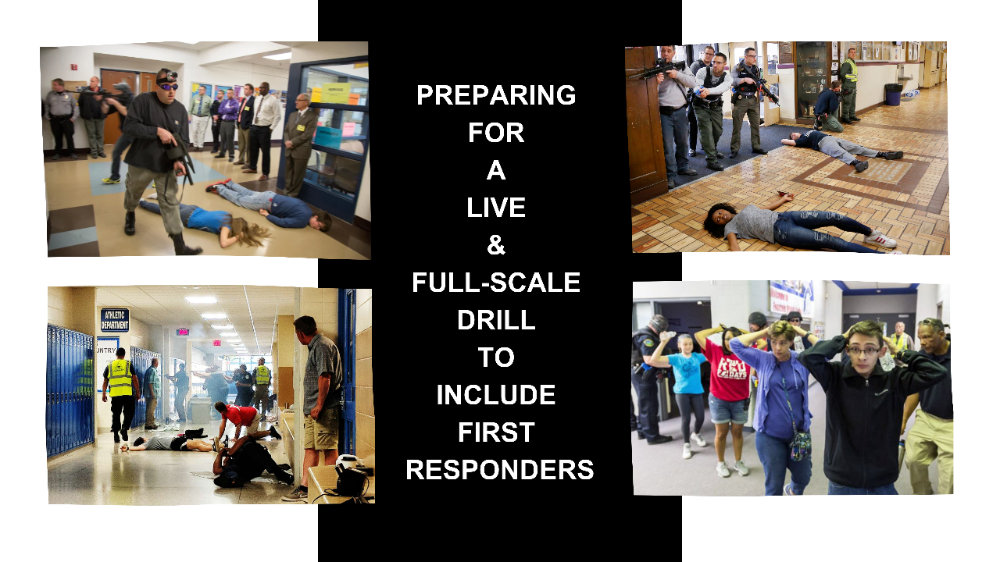 PREPARING
FOR
A
LIVE
&
FULL-SCALE
DRILL
TO
INCLUDE
FIRST
RESPONDERS
ATHLETIC
DEPARTMENT